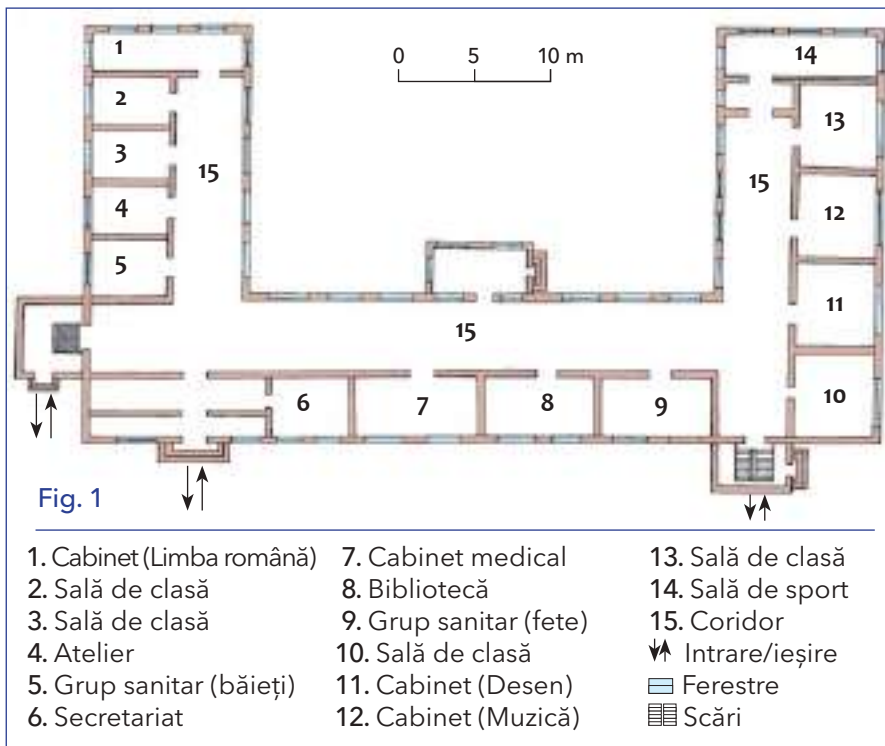 1
14
0 5 10 m
2
13
3
15
15
4
12
5
11
15
10
6
7
8
9
Fig. 1
1. Cabinet (Limba română)
2. Sală de clasă
3. Sală de clasă
4. Atelier
5. Grup sanitar (băieți)
6. Secretariat
7. Cabinet medical
8. Bibliotecă
9. Grup sanitar (fete)
10. Sală de clasă
11. Cabinet (Desen)
12. Cabinet (Muzică)
13. Sală de clasă
14. Sală de sport
15. Coridor
Intrare/ieșire
Ferestre
Scări